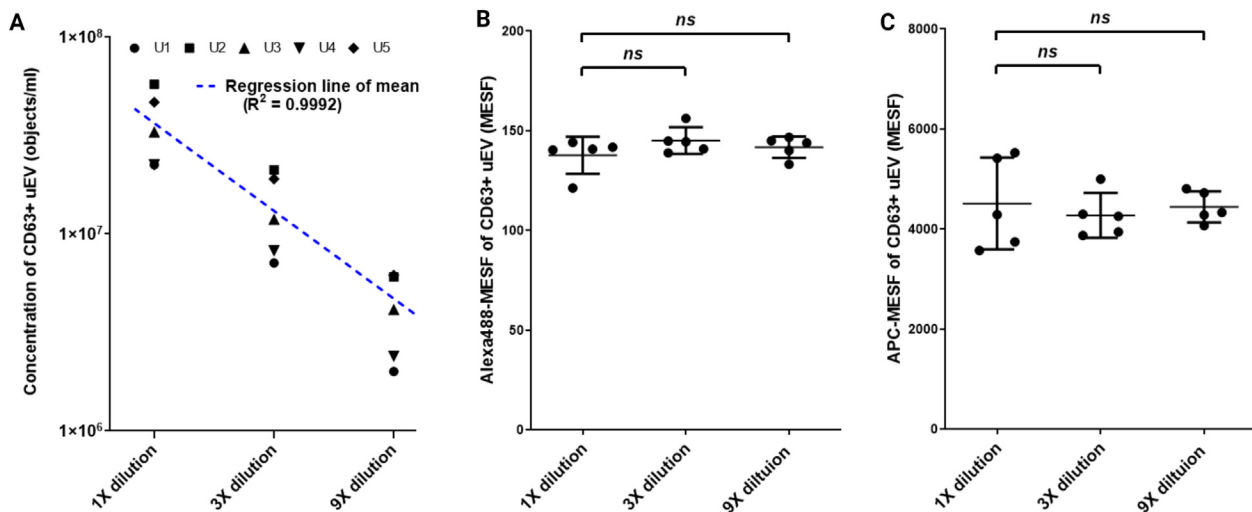 A
Concentration of CD63+ uEV (objects/ml)
1×10⁸
1×10⁷
1×10⁶
U1 U2 U3 U4 U5
Regression line of mean
(R² = 0.9992)
1X dilution
3X dilution
9X dilution
B
Alexa488-MESF of CD63+ uEV (MESF)
200
150
100
50
0
ns
ns
1X dilution
3X dilution
9X diltuion
C
APC-MESF of CD63+ uEV (MESF)
8000
6000
4000
2000
0
ns
ns
1X dilution
3X dilution
9X diltuion